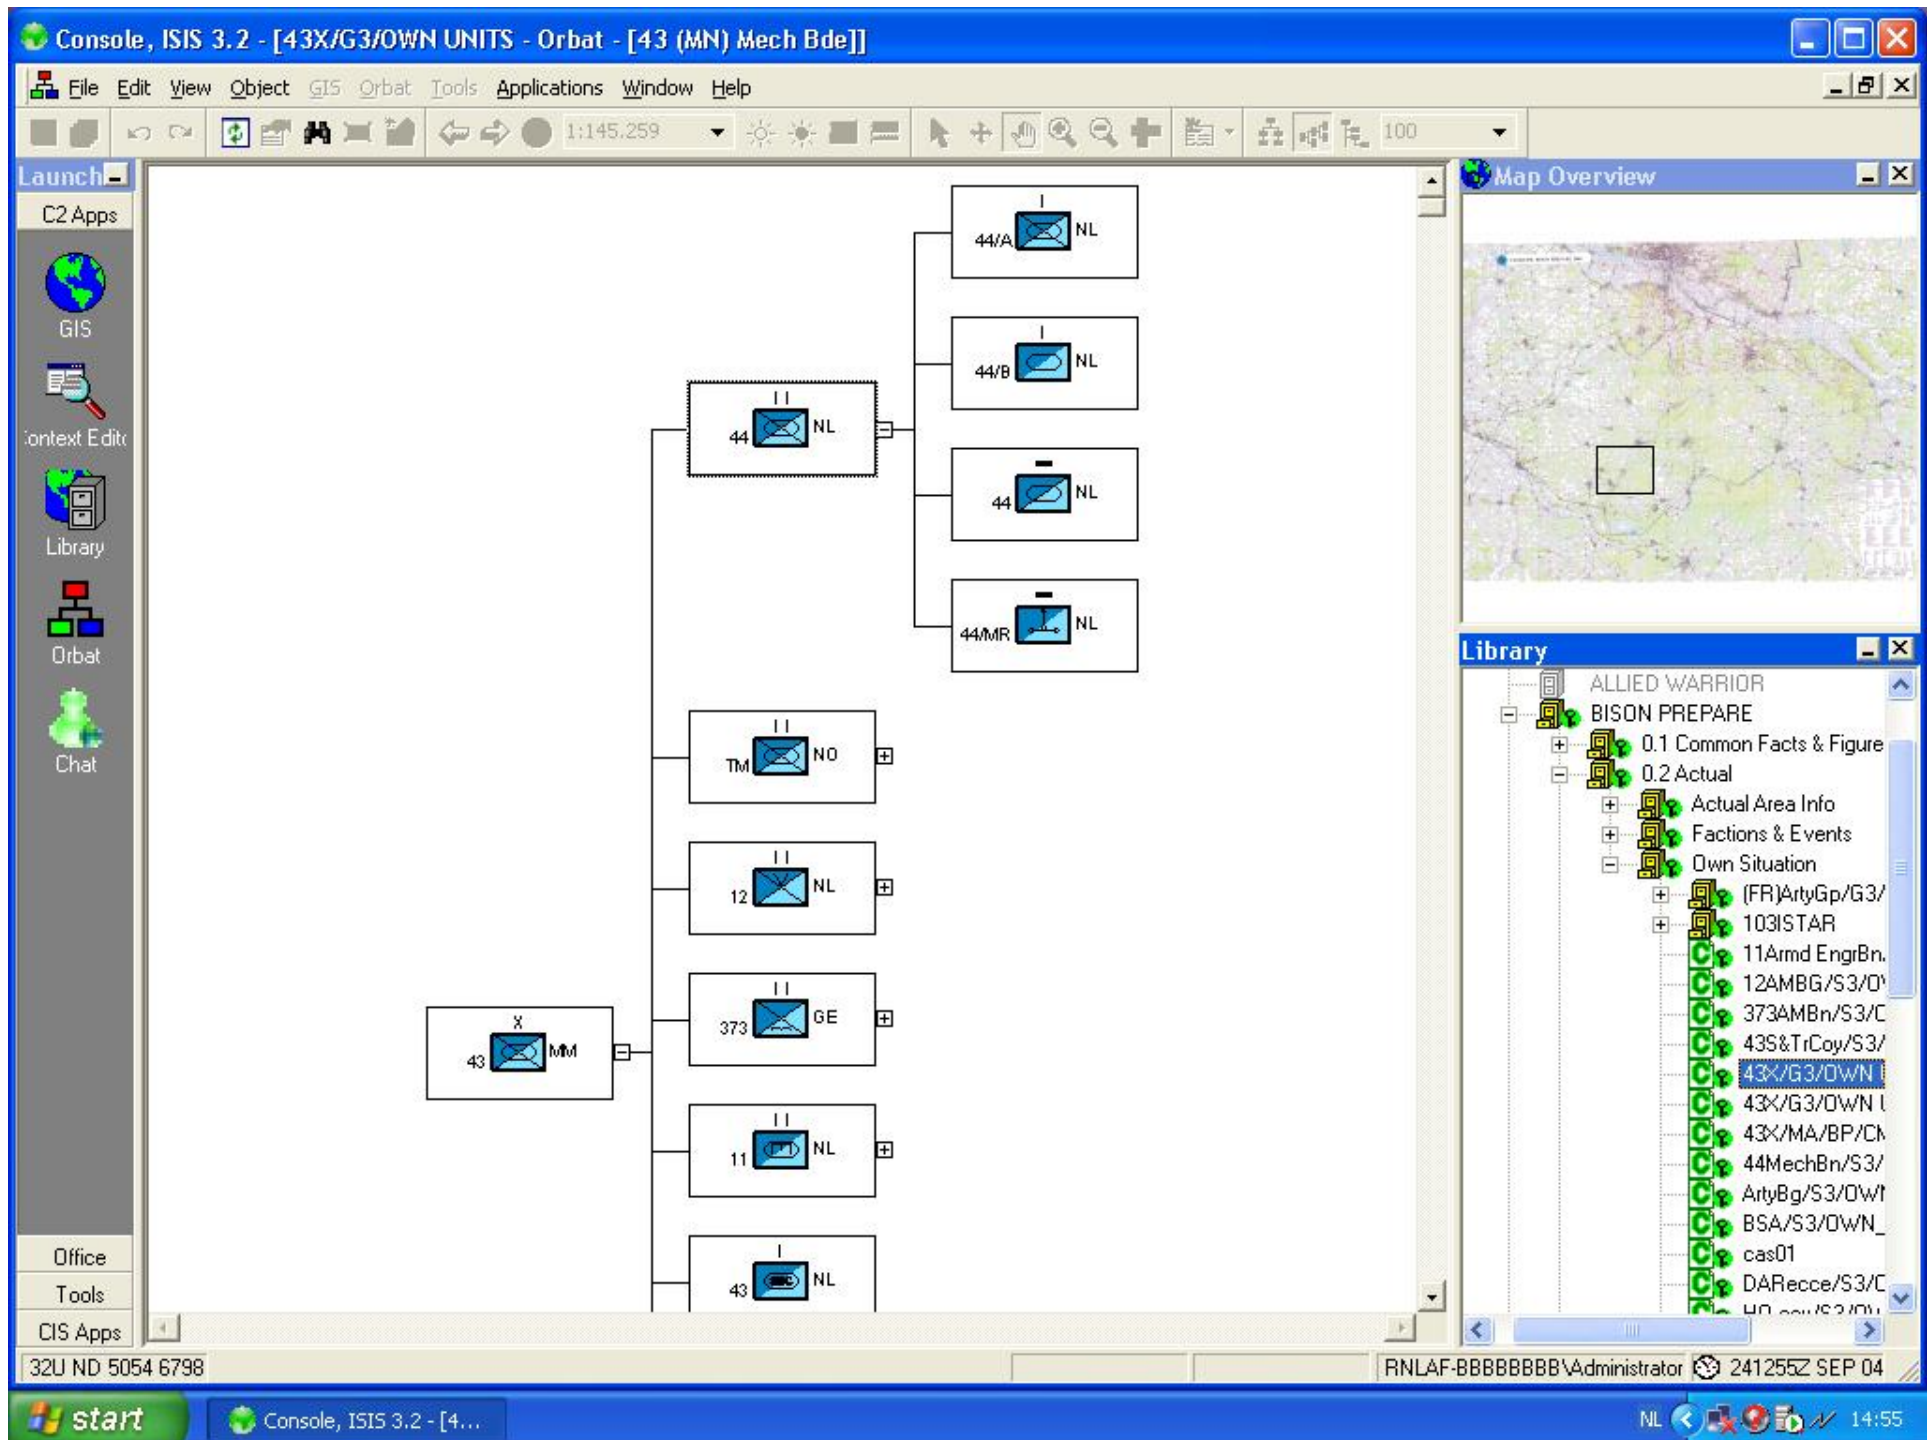 Console, ISIS 3.2 - [43X/G3/OWN UNITS - Orbat - [43 (MN) Mech Bde]]
File Edit View Object GIS Orbat Tools Applications Window Help
1:145.259 100
Launch
C2 Apps
GIS
Context Edito
Library
Orbat
Chat
Office
Tools
CIS Apps
I
44/A NL
I
44/B NL
I I
44 NL
44 NL
44/MR NL
I I
TM NO
I I
12 NL
I I
373 GE
X
43 MM
I I
11 NL
I
43 NL
Map Overview
Library
ALLIED WARRIOR
BISON PREPARE
0.1 Common Facts & Figure
0.2 Actual
Actual Area Info
Factions & Events
Own Situation
(FR)ArtyGp/G3/
103ISTAR
11Armd EngrBn.
12AMBG/S3/O
373AMBn/S3/C
43S&TrCoy/S3/
43X/G3/OWN U
43X/G3/OWN U
43X/MA/BP/CM
44MechBn/S3/
ArtyBg/S3/OWN
BSA/S3/OWN_
cas01
DARecce/S3/C
32U ND 5054 6798
RNLAF-BBBBBBBB\Administrator 241255Z SEP 04
start
Console, ISIS 3.2 - [4...
NL 14:55